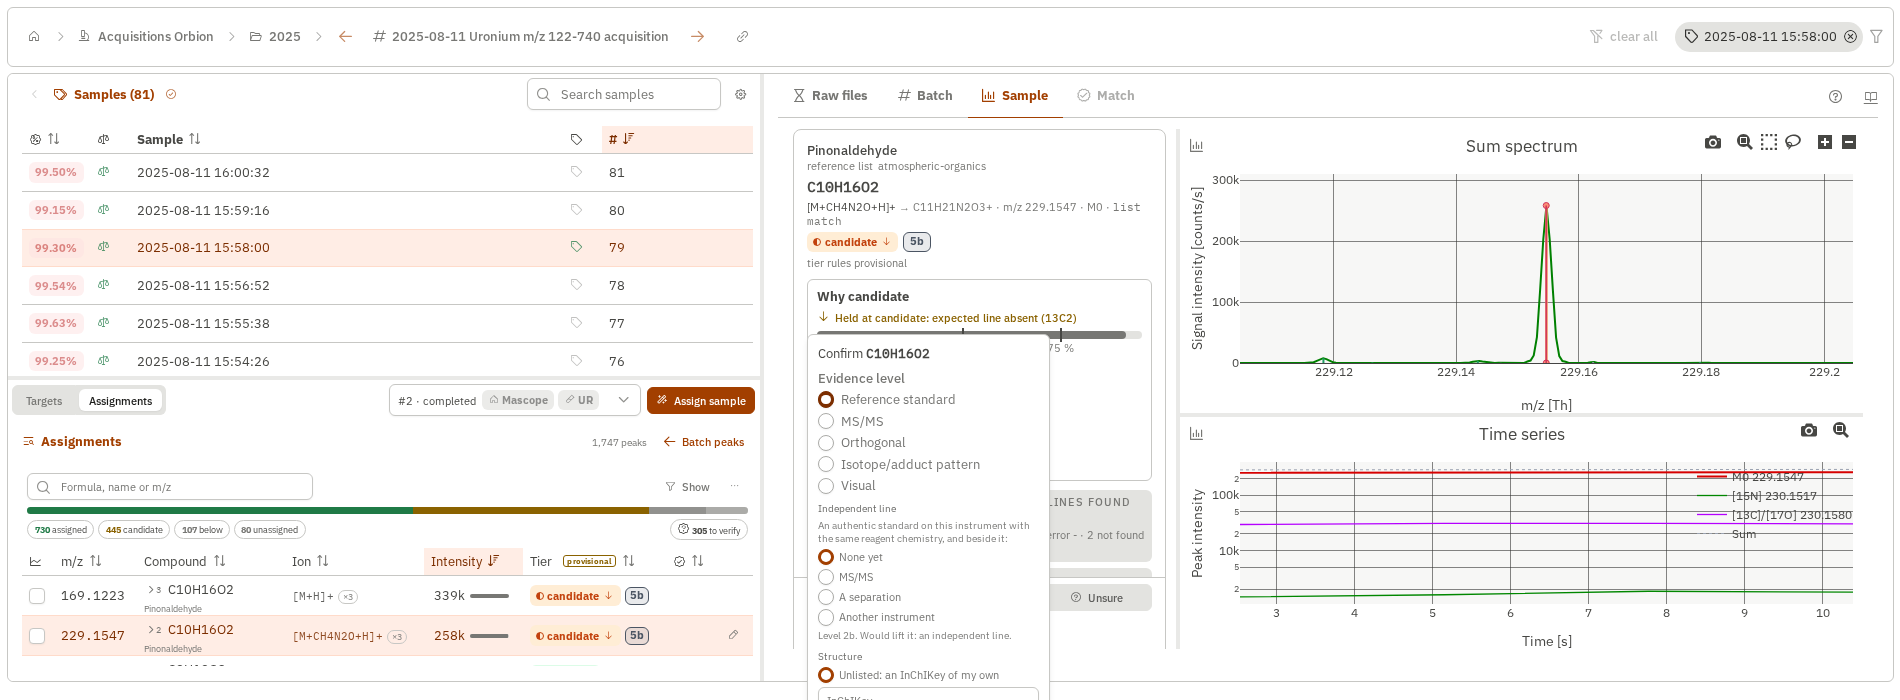 Acquisitions Orbion
2025
2025-08-11 Uronium m/z 122-740 acquisition
clear all
2025-08-11 15:58:00
Samples (81)
Search samples
Sample
#
99.50% 2025-08-11 16:00:32 81
99.15% 2025-08-11 15:59:16 80
99.30% 2025-08-11 15:58:00 79
99.54% 2025-08-11 15:56:52 78
99.63% 2025-08-11 15:55:38 77
99.25% 2025-08-11 15:54:26 76
Targets
Assignments
#2 · completed Mascope UR
Assign sample
Assignments
1,747 peaks
Batch peaks
Formula, name or m/z
Show
730 assigned
445 candidate
107 below
80 unassigned
305 to verify
m/z Compound Ion Intensity Tier provisional
169.1223 3 C10H16O2 [M+H]+ ×3 339k candidate ↓ 5b
Pinonaldehyde
229.1547 2 C10H16O2 [M+CH4N2O+H]+ ×3 258k candidate ↓ 5b
Pinonaldehyde
Raw files
Batch
Sample
Match
Pinonaldehyde
reference list atmospheric-organics
C10H16O2
[M+CH4N2O+H]+ → C11H21N2O3+ · m/z 229.1547 · M0 · list
match
candidate ↓ 5b
tier rules provisional
Why candidate
↓ Held at candidate: expected line absent (13C2)
75 %
LINES FOUND
error - · 2 not found
Unsure
Confirm C10H16O2
Evidence level
Reference standard
MS/MS
Orthogonal
Isotope/adduct pattern
Visual
Independent line
An authentic standard on this instrument with
the same reagent chemistry, and beside it:
None yet
MS/MS
A separation
Another instrument
Level 2b. Would lift it: an independent line.
Structure
Unlisted: an InChIKey of my own
InChIKey
Sum spectrum
Signal intensity [counts/s]
300k
200k
100k
0
229.12 229.14 229.16 229.18 229.2
m/z [Th]
Time series
Peak intensity
2
100k
5
2
10k
5
2
M0 229.1547
[15N] 230.1517
[13C]/[17O] 230.1580
Sum
3 4 5 6 7 8 9 10
Time [s]